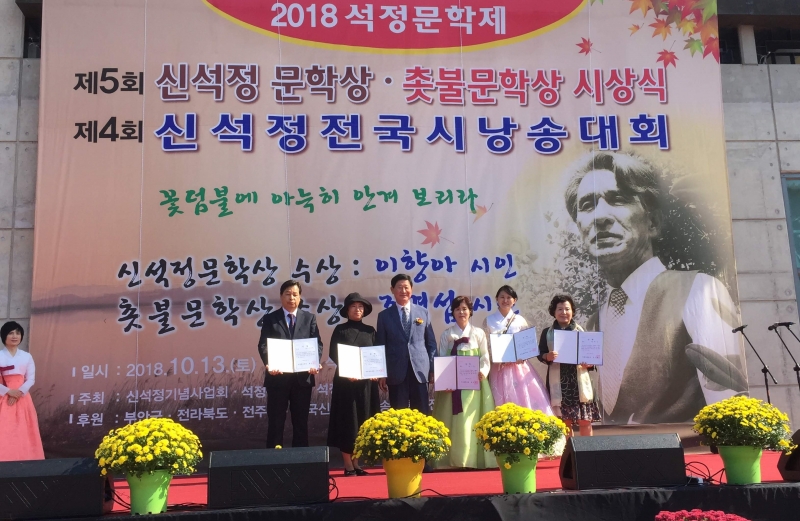 2018 석정문학제
제5회 신석정 문학상 · 촛불문학상 시상식
제4회 신석정전국시낭송대회
꽃덤불에 아늑히 안겨 보리라
신석정문학상 수상 : 이향아 시인
촛불문학상 수상
일시 : 2018.10.13.(토)
주최 : 신석정기념사업회 · 석정
후원 : 부안군 · 전라북도 · 전주